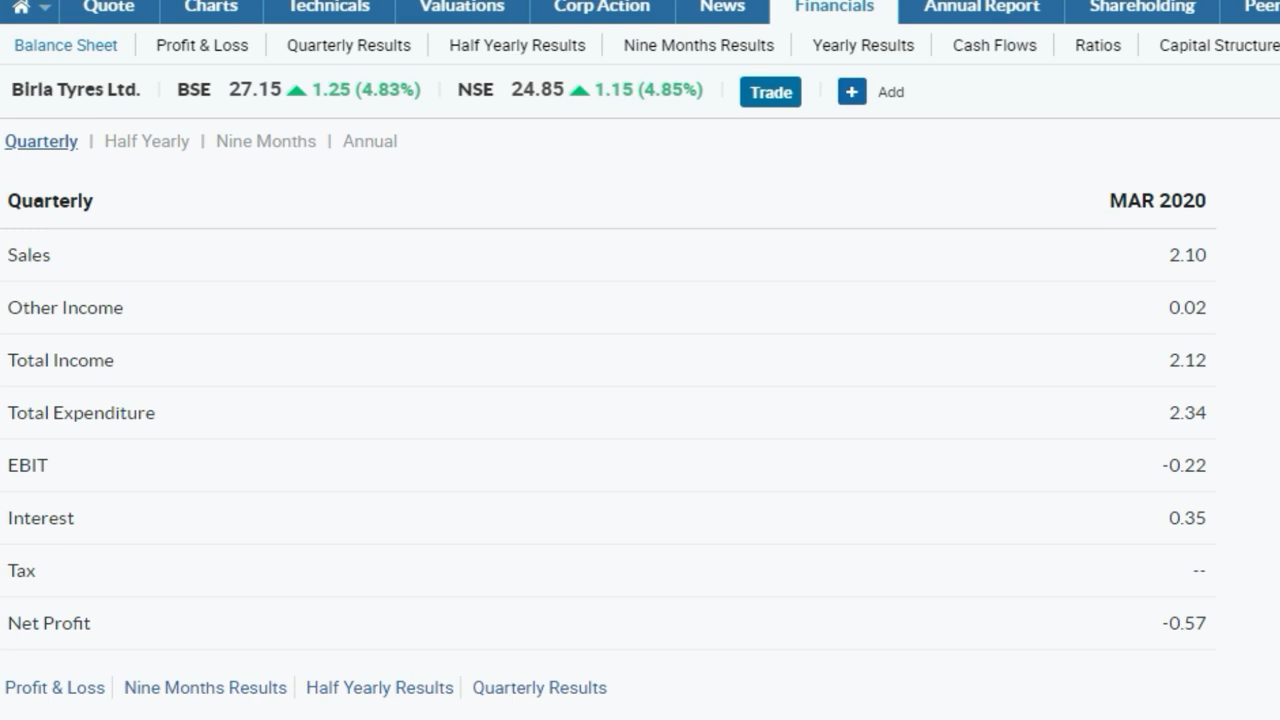 Quote Charts Technicals Valuations Corp Action News Financials Annual Report Shareholding Peer
Balance Sheet Profit & Loss Quarterly Results Half Yearly Results Nine Months Results Yearly Results Cash Flows Ratios Capital Structure
Birla Tyres Ltd. BSE 27.15 1.25 (4.83%) NSE 24.85 1.15 (4.85%) Trade + Add
Quarterly | Half Yearly | Nine Months | Annual
Quarterly MAR 2020
Sales 2.10
Other Income 0.02
Total Income 2.12
Total Expenditure 2.34
EBIT -0.22
Interest 0.35
Tax --
Net Profit -0.57
Profit & Loss Nine Months Results Half Yearly Results Quarterly Results